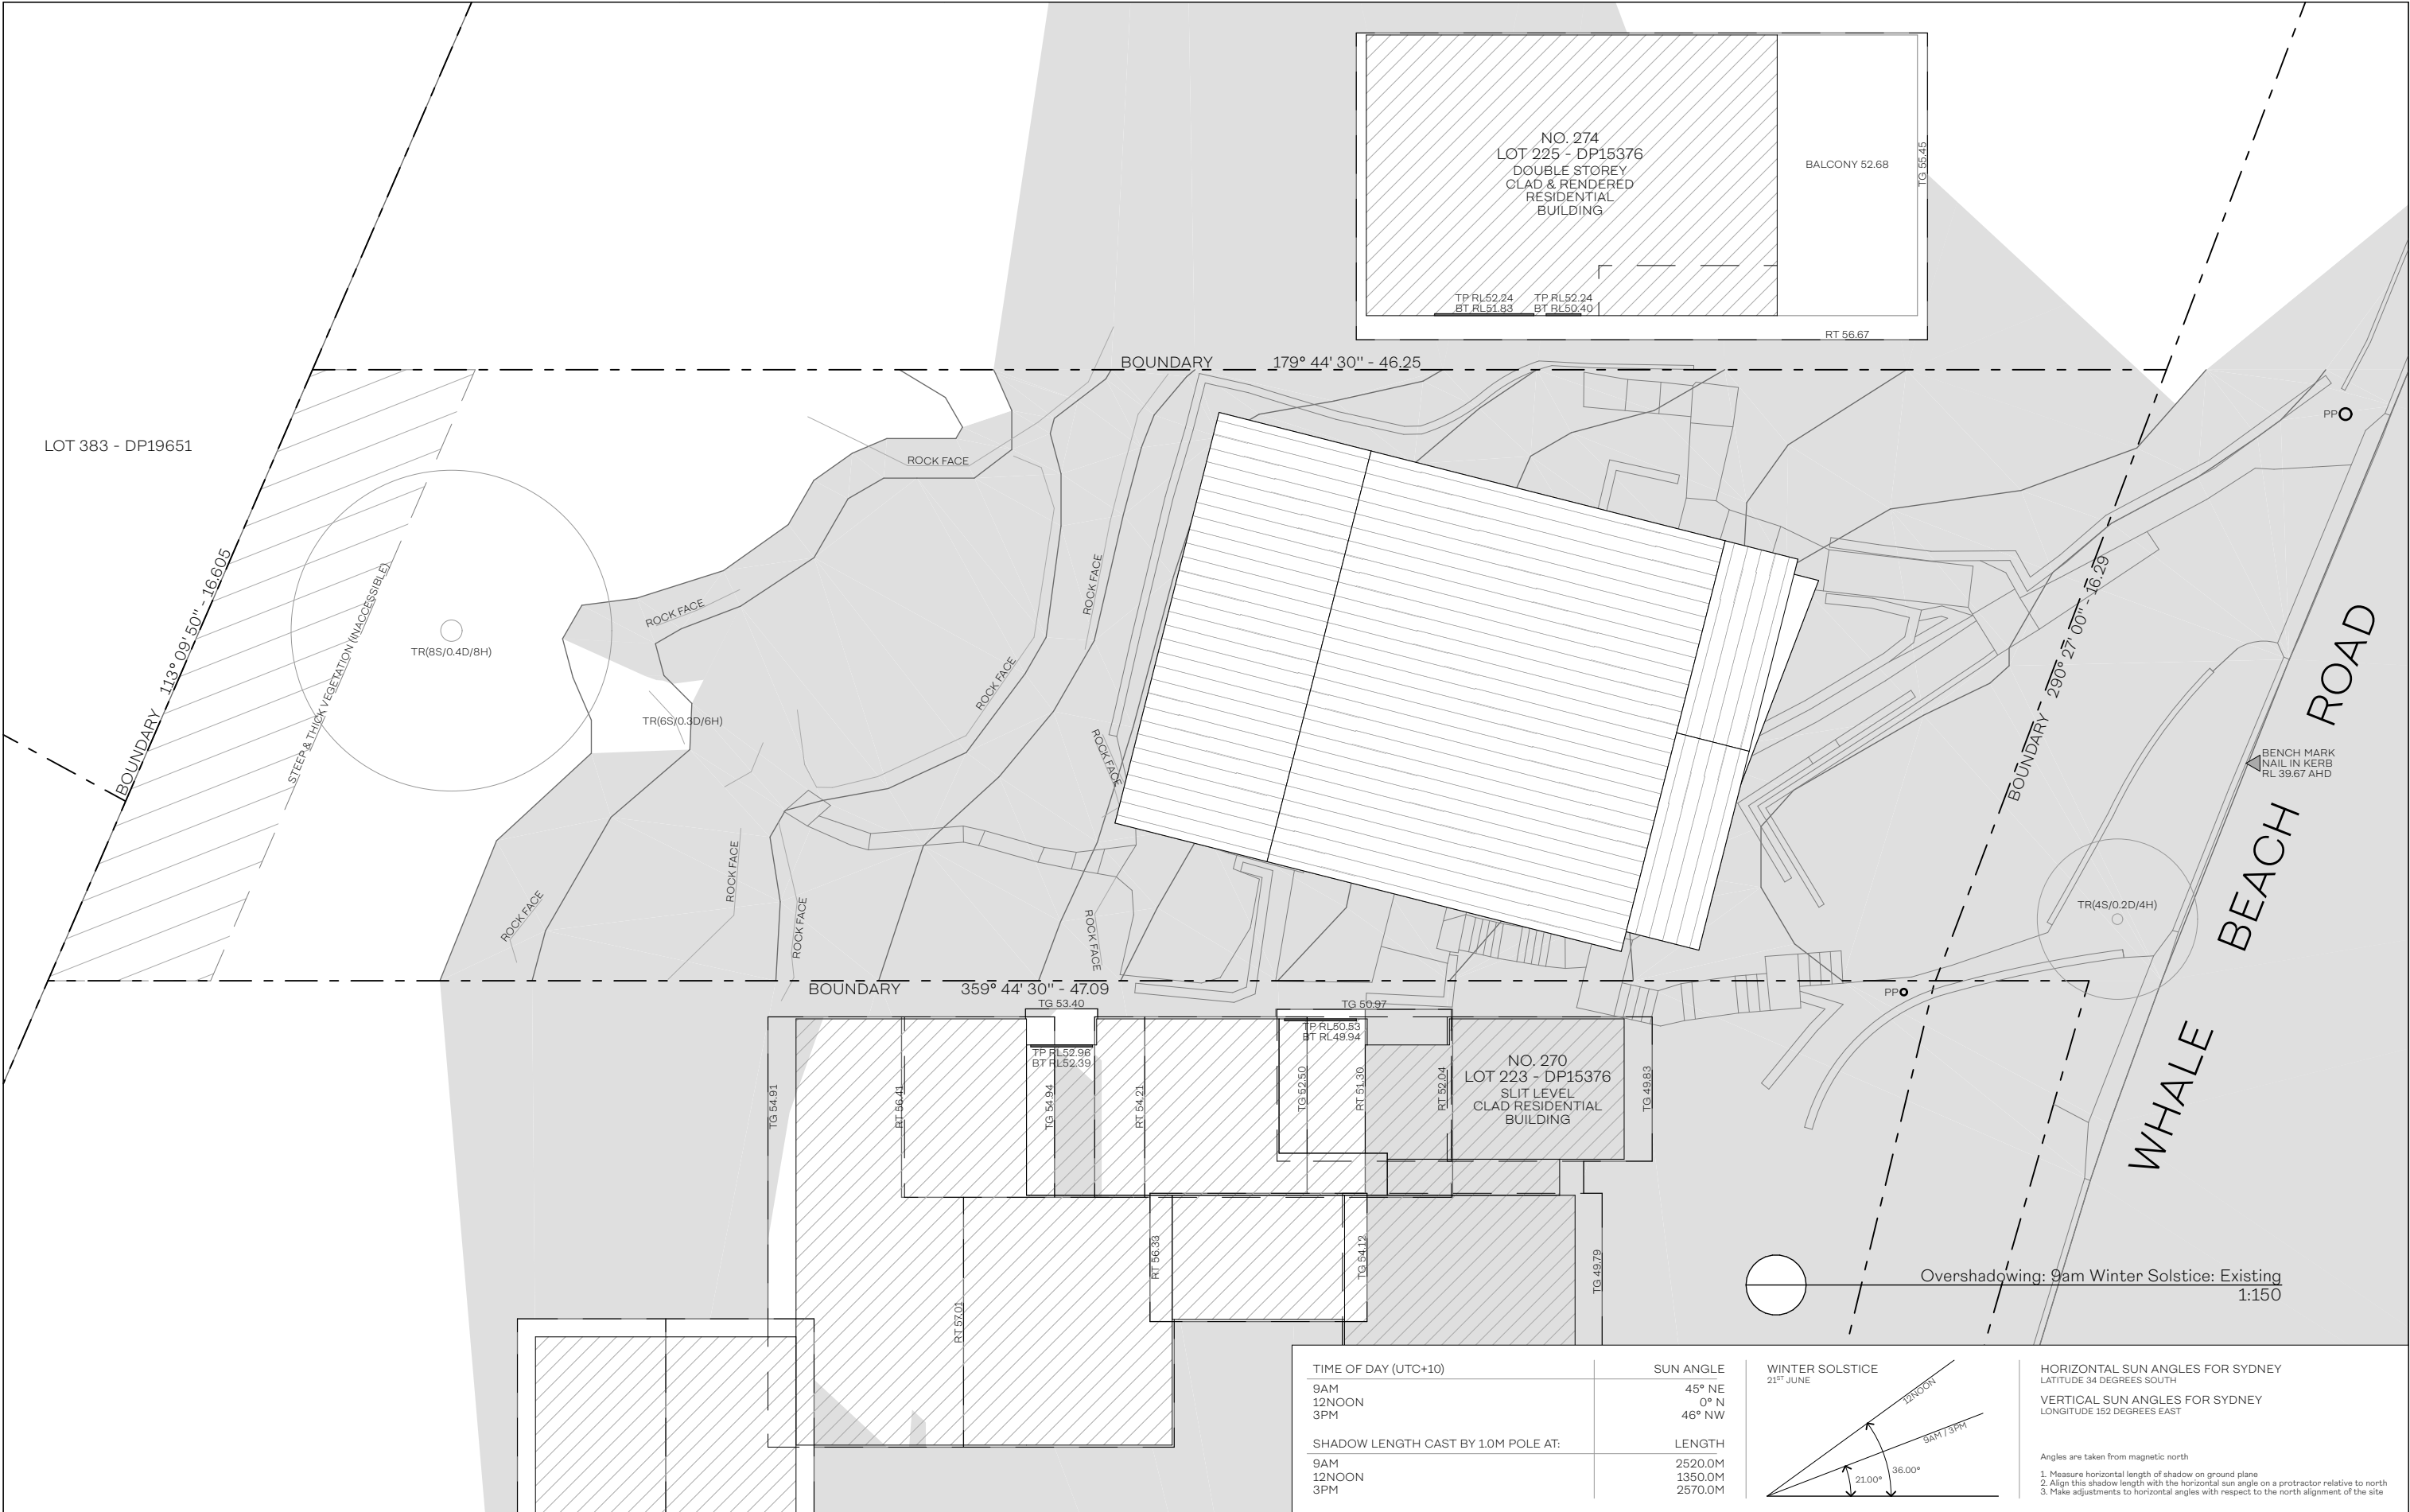 NO. 274
LOT 225 - DP15376
DOUBLE STOREY
CLAD & RENDERED
RESIDENTIAL
BUILDING
BALCONY 52.68
TG 55.45
TP RL52.24
BT RL51.83
TP RL52.24
BT RL50.40
RT 56.67
BOUNDARY 179° 44' 30" - 46.25
LOT 383 - DP19651
ROCK FACE
PP
ROCK FACE
ROCK FACE
BOUNDARY 113° 09' 50" - 16.605
STEEP & THICK VEGETATION (INACCESSIBLE)
TR(8S/0.4D/8H)
ROCK FACE
TR(6S/0.3D/6H)
ROCK FACE
BOUNDARY 290° 27' 00" - 16.29
BENCH MARK
NAIL IN KERB
RL 39.67 AHD
WHALE BEACH ROAD
ROCK FACE
ROCK FACE
ROCK FACE
ROCK FACE
TR(4S/0.2D/4H)
BOUNDARY 359° 44' 30" - 47.09
PP
TG 53.40
TG 50.97
TP RL50.53
BT RL49.94
TP RL52.96
BT RL52.39
NO. 270
LOT 223 - DP15376
SLIT LEVEL
CLAD RESIDENTIAL
BUILDING
TG 54.91
RT 56.41
TG 54.94
RT 54.21
TG 52.50
RT 51.30
RT 52.04
TG 49.83
RT 56.33
TG 54.12
TG 49.79
RT 57.01
Overshadowing: 9am Winter Solstice: Existing
1:150
TIME OF DAY (UTC+10) SUN ANGLE
9AM 45° NE
12NOON 0° N
3PM 46° NW
SHADOW LENGTH CAST BY 1.0M POLE AT: LENGTH
9AM 2520.0M
12NOON 1350.0M
3PM 2570.0M
WINTER SOLSTICE
21ST JUNE
12NOON
9AM / 3PM
36.00°
21.00°
HORIZONTAL SUN ANGLES FOR SYDNEY
LATITUDE 34 DEGREES SOUTH
VERTICAL SUN ANGLES FOR SYDNEY
LONGITUDE 152 DEGREES EAST
Angles are taken from magnetic north
1. Measure horizontal length of shadow on ground plane
2. Align this shadow length with the horizontal sun angle on a protractor relative to north
3. Make adjustments to horizontal angles with respect to the north alignment of the site